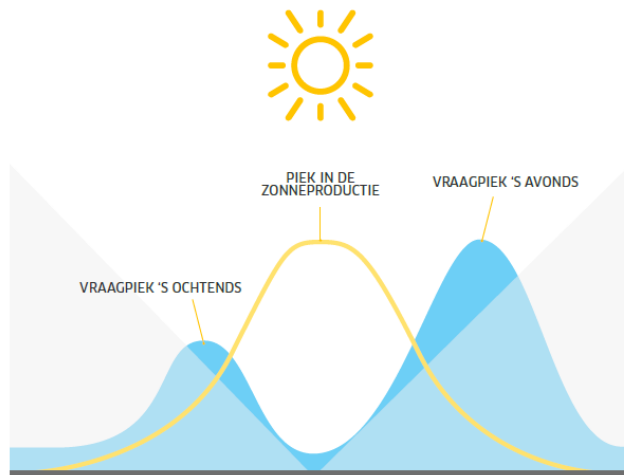 PIEK IN DE
ZONNEPRODUCTIE
VRAAGPIEK ‘S AVONDS
VRAAGPIEK ‘S OCHTENDS